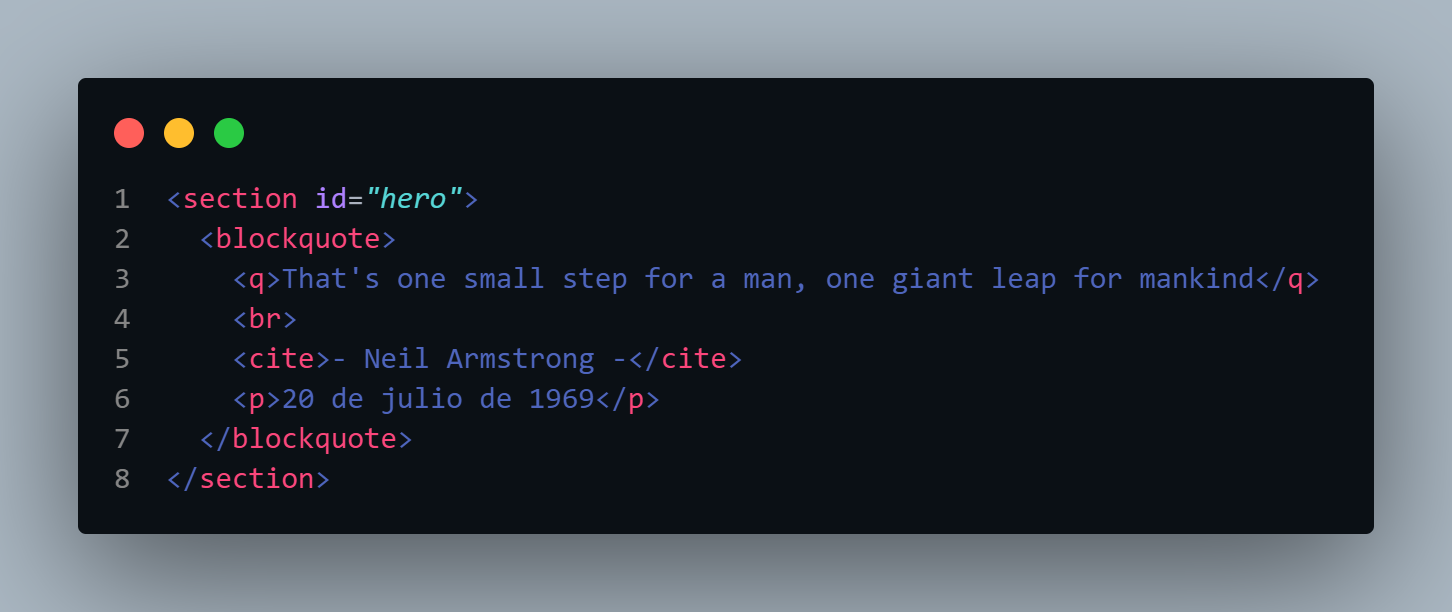 1 <section id="hero">
2   <blockquote>
3     <q>That's one small step for a man, one giant leap for mankind</q>
4     <br>
5     <cite>- Neil Armstrong -</cite>
6     <p>20 de julio de 1969</p>
7   </blockquote>
8 </section>